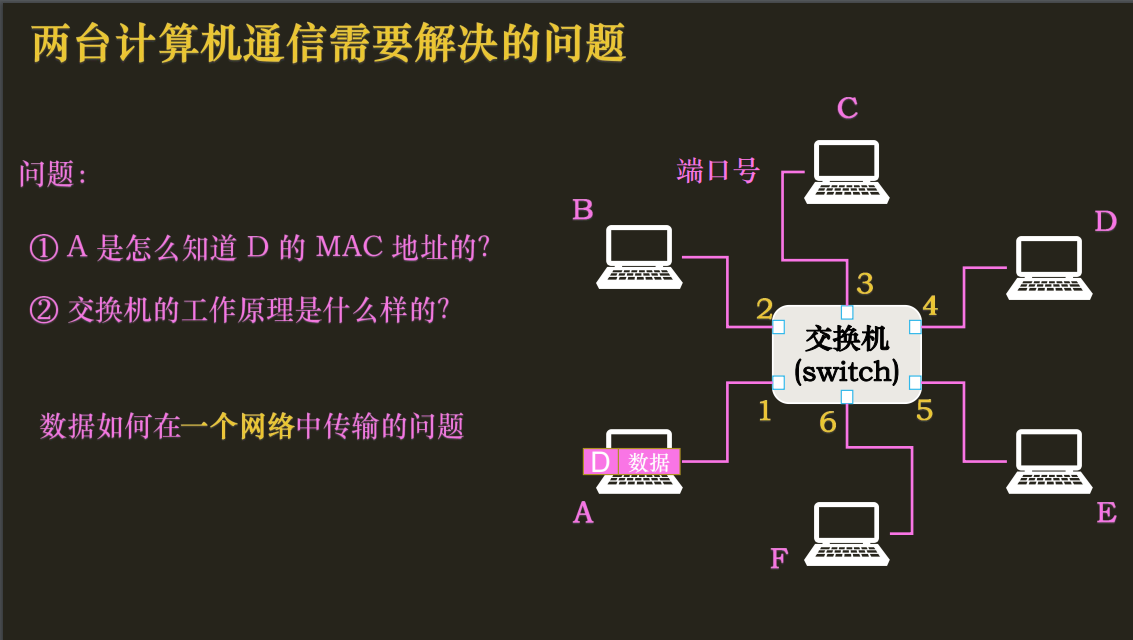 两台计算机通信需要解决的问题
问题:
① A 是怎么知道 D 的 MAC 地址的?
② 交换机的工作原理是什么样的?
数据如何在一个网络中传输的问题
C
端口号
B
D
3
2
4
交换机
(switch)
1
6
5
D 数据
A
E
F